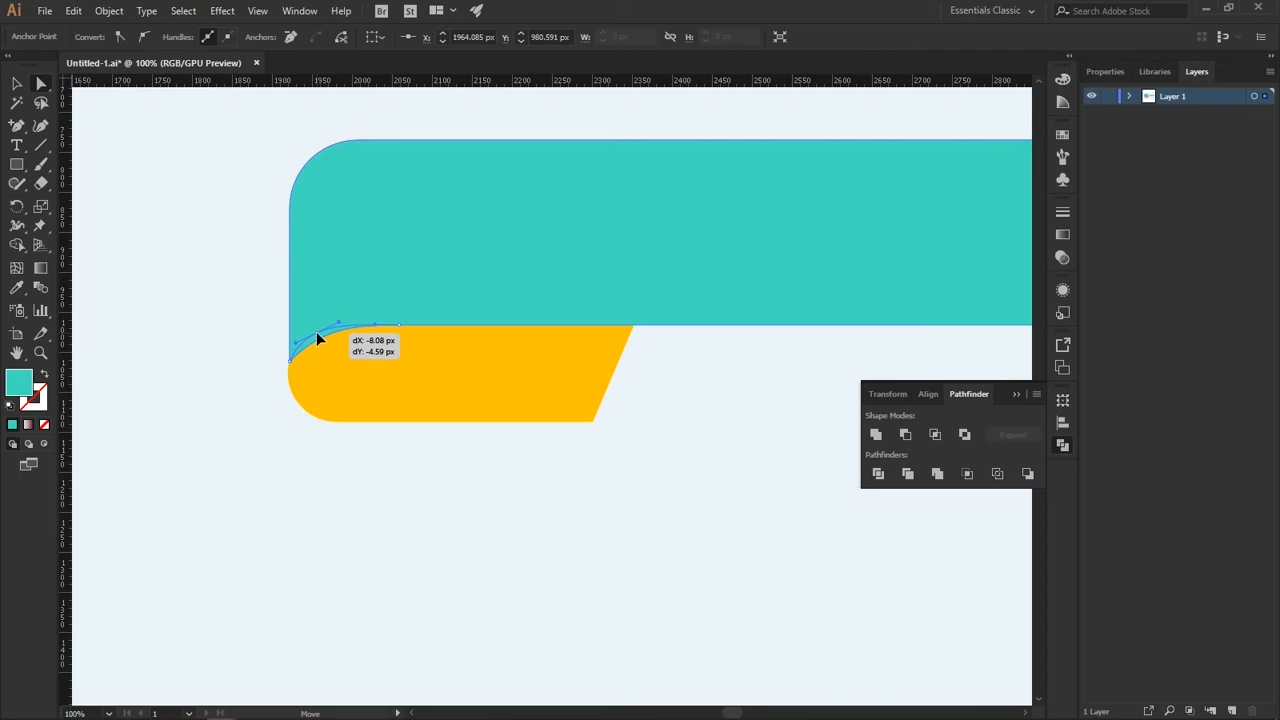 Ai File Edit Object Type Select Effect View Window Help Br St Essentials Classic Search Adobe Stock
Anchor Point Convert: Handles: Anchors: X: 1964.085 px Y: 980.591 px W: 0 px H: 0 px
Untitled-1.ai* @ 100% (RGB/GPU Preview)
Properties Libraries Layers
1650 1700 1750 1800 1850 1900 1950 2000 2050 2100 2150 2200 2250 2300 2350 2400 2450 2500 2550 2600 2650 2700 2750 2800
Layer 1
dX: -8.08 px
dY: -4.59 px
Transform Align Pathfinder
Shape Modes:
Expand
Pathfinders:
100% 1 Move 1 Layer